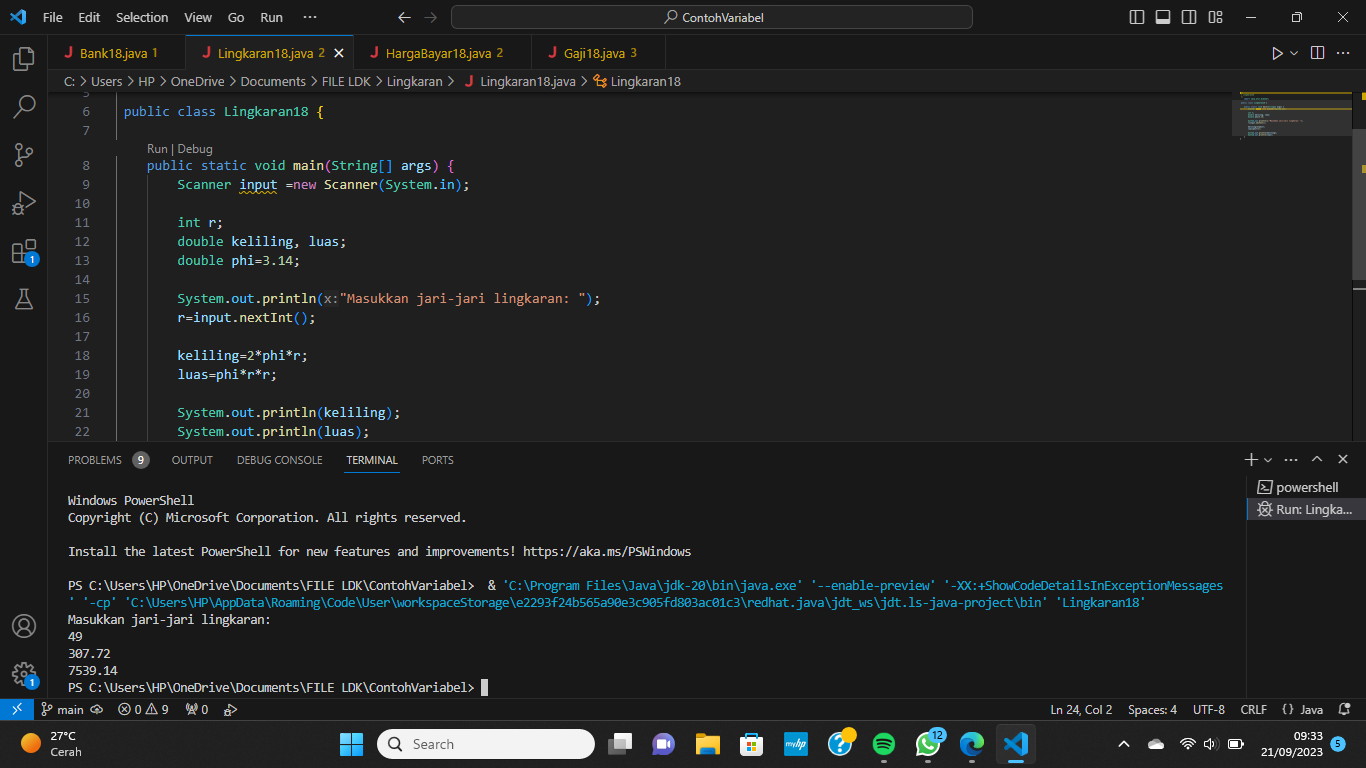 File Edit Selection View Go Run ··· ContohVariabel
Bank18.java 1 Lingkaran18.java 2 HargaBayar18.java 2 Gaji18.java 3
C: > Users > HP > OneDrive > Documents > FILE LDK > Lingkaran > Lingkaran18.java > Lingkaran18
5
6 public class Lingkaran18 {
7
Run | Debug
8 public static void main(String[] args) {
9 Scanner input =new Scanner(System.in);
10
11 int r;
12 double keliling, luas;
13 double phi=3.14;
14
15 System.out.println(x:"Masukkan jari-jari lingkaran: ");
16 r=input.nextInt();
17
18 keliling=2*phi*r;
19 luas=phi*r*r;
20
21 System.out.println(keliling);
22 System.out.println(luas);
PROBLEMS 9 OUTPUT DEBUG CONSOLE TERMINAL PORTS
powershell
Run: Lingka...
Windows PowerShell
Copyright (C) Microsoft Corporation. All rights reserved.
Install the latest PowerShell for new features and improvements! https://aka.ms/PSWindows
PS C:\Users\HP\OneDrive\Documents\FILE LDK\ContohVariabel> & 'C:\Program Files\Java\jdk-20\bin\java.exe' '--enable-preview' '-XX:+ShowCodeDetailsInExceptionMessages
' '-cp' 'C:\Users\HP\AppData\Roaming\Code\User\workspaceStorage\e2293f24b565a90e3c905fd803ac01c3\redhat.java\jdt_ws\jdt.ls-java-project\bin' 'Lingkaran18'
Masukkan jari-jari lingkaran:
49
307.72
7539.14
PS C:\Users\HP\OneDrive\Documents\FILE LDK\ContohVariabel>
main 0 9 0 Ln 24, Col 2 Spaces: 4 UTF-8 CRLF {} Java
1
1
27°C
Cerah
Search
myhp
12
09:33
21/09/2023
5